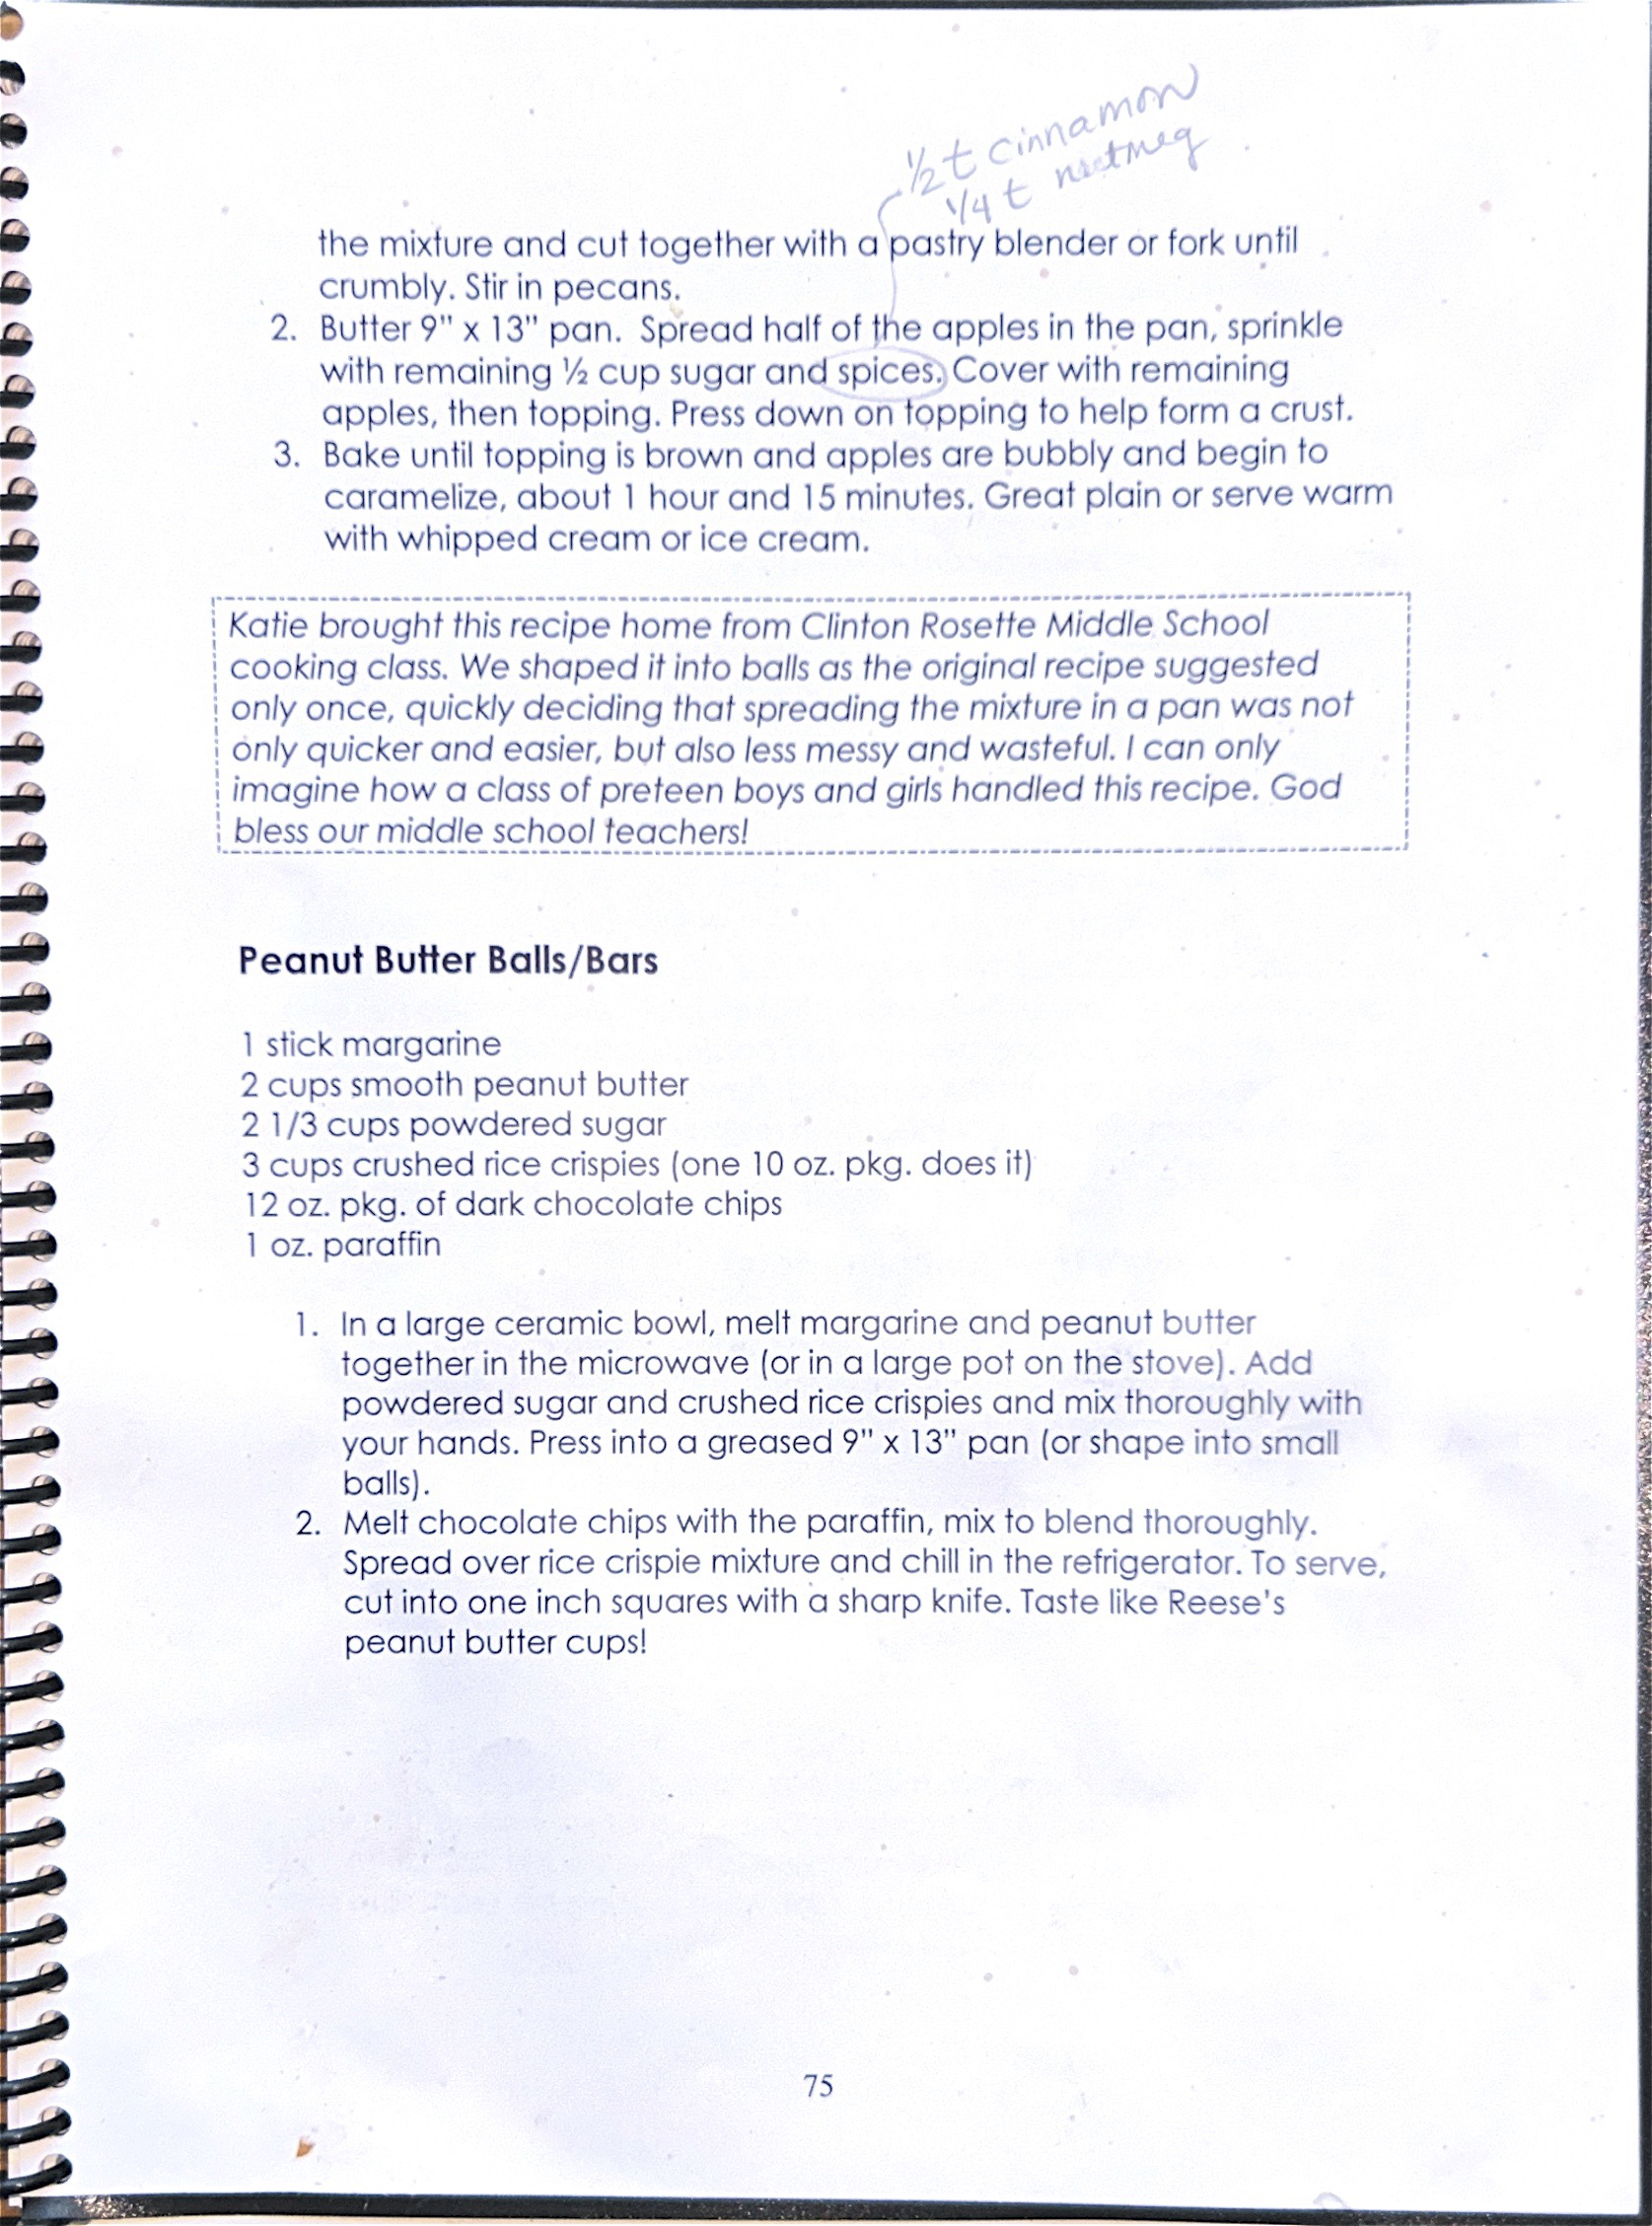 ½ t cinnamon
¼ t nutmeg
the mixture and cut together with a pastry blender or fork until
crumbly. Stir in pecans.
2. Butter 9" x 13" pan. Spread half of the apples in the pan, sprinkle
with remaining ½ cup sugar and spices. Cover with remaining
apples, then topping. Press down on topping to help form a crust.
3. Bake until topping is brown and apples are bubbly and begin to
caramelize, about 1 hour and 15 minutes. Great plain or serve warm
with whipped cream or ice cream.
Katie brought this recipe home from Clinton Rosette Middle School
cooking class. We shaped it into balls as the original recipe suggested
only once, quickly deciding that spreading the mixture in a pan was not
only quicker and easier, but also less messy and wasteful. I can only
imagine how a class of preteen boys and girls handled this recipe. God
bless our middle school teachers!
Peanut Butter Balls/Bars
1 stick margarine
2 cups smooth peanut butter
2 1/3 cups powdered sugar
3 cups crushed rice crispies (one 10 oz. pkg. does it)
12 oz. pkg. of dark chocolate chips
1 oz. paraffin
1. In a large ceramic bowl, melt margarine and peanut butter
together in the microwave (or in a large pot on the stove). Add
powdered sugar and crushed rice crispies and mix thoroughly with
your hands. Press into a greased 9" x 13" pan (or shape into small
balls).
2. Melt chocolate chips with the paraffin, mix to blend thoroughly.
Spread over rice crispie mixture and chill in the refrigerator. To serve,
cut into one inch squares with a sharp knife. Taste like Reese's
peanut butter cups!
75